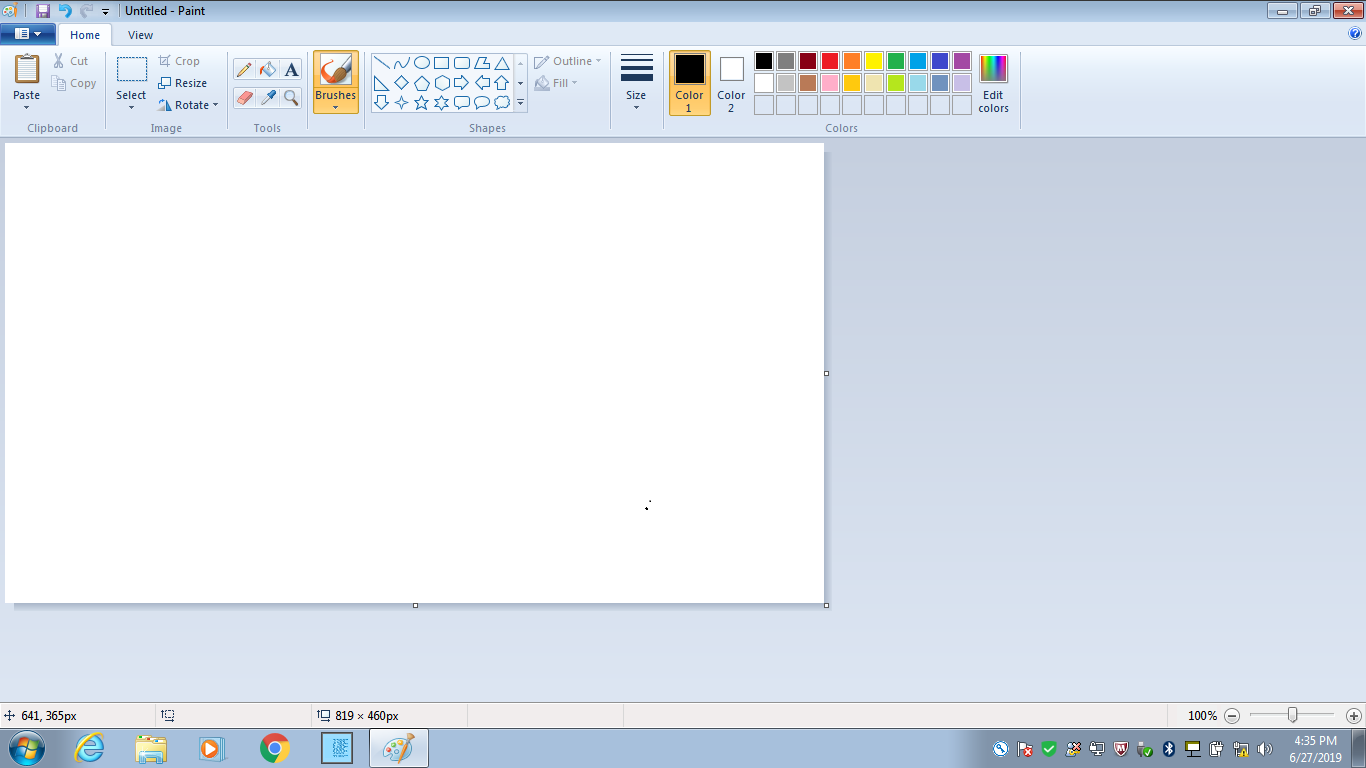 Untitled - Paint
Home View
Paste
Cut
Copy
Clipboard
Select
Crop
Resize
Rotate
Image
A
Tools
Brushes
Outline
Fill
Shapes
Size
Color 1
Color 2
Edit colors
Colors
641, 365px
819 × 460px
100%
4:35 PM
6/27/2019